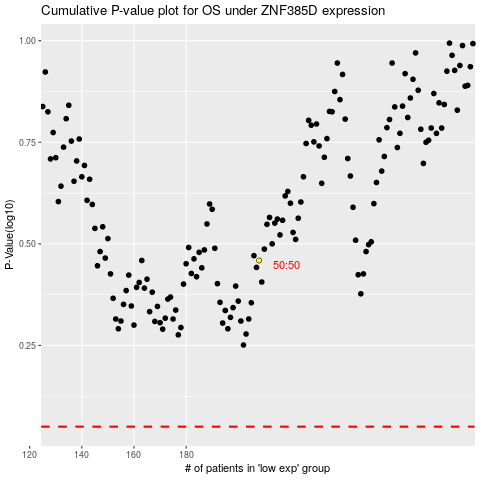 Cumulative P-value plot for OS under ZNF385D expression
P-Value(log10)
1.00
0.75
0.50
0.25
50:50
120 140 160 180
# of patients in 'low exp' group